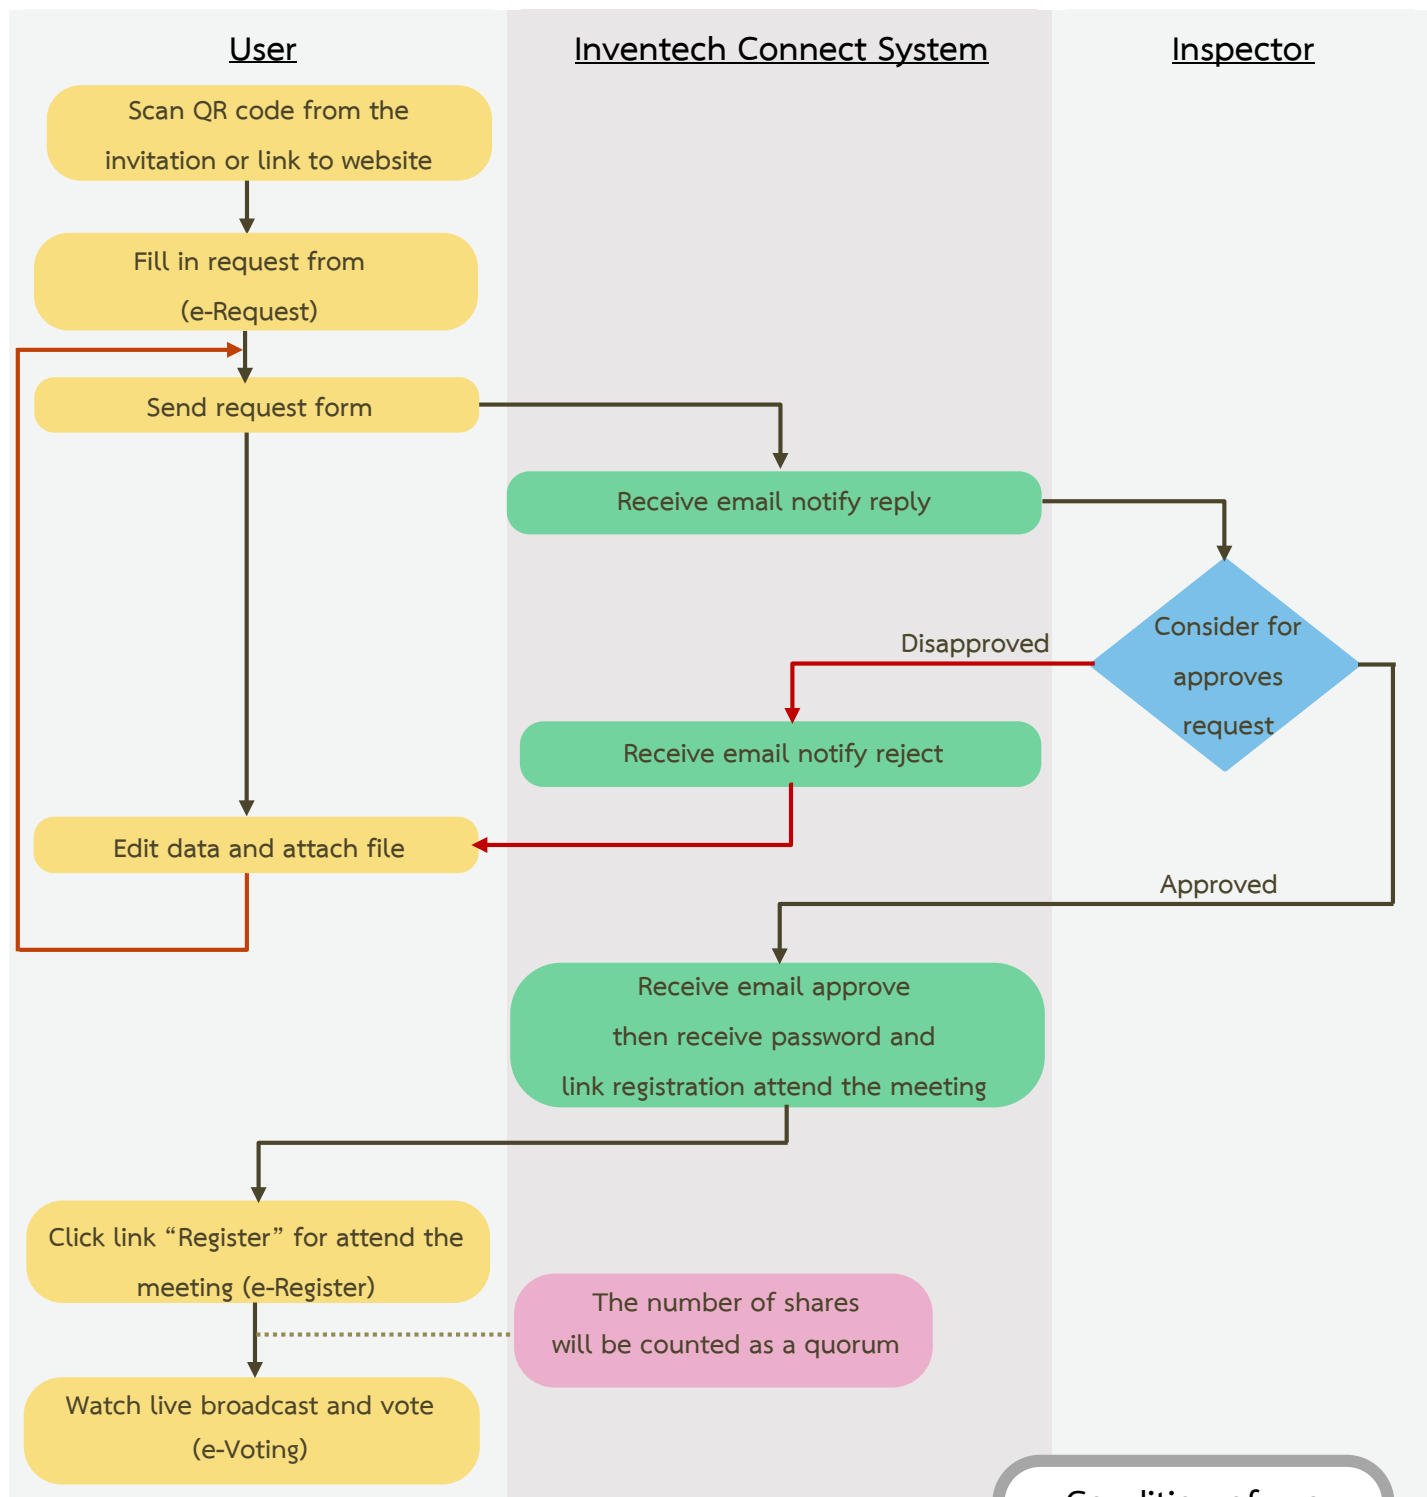 User
Inventech Connect System
Inspector
Scan QR code from the
invitation or link to website
Fill in request from
(e-Request)
Send request form
Receive email notify reply
Consider for
approves
request
Disapproved
Receive email notify reject
Edit data and attach file
Approved
Receive email approve
then receive password and
link registration attend the meeting
Click link “Register” for attend the
meeting (e-Register)
The number of shares
will be counted as a quorum
Watch live broadcast and vote
(e-Voting)